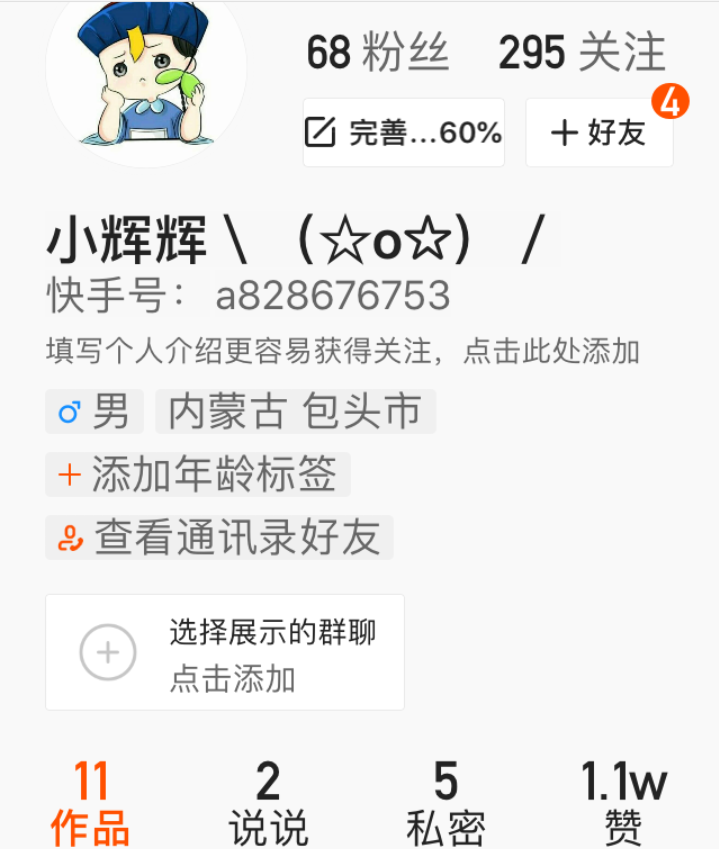 68 粉丝 295 关注
完善...60% + 好友 4
小辉辉 \ （☆o☆） /
快手号： a828676753
填写个人介绍更容易获得关注，点击此处添加
♂ 男 内蒙古 包头市
+ 添加年龄标签
查看通讯录好友
选择展示的群聊
点击添加
11 2 5 1.1w
作品 说说 私密 赞